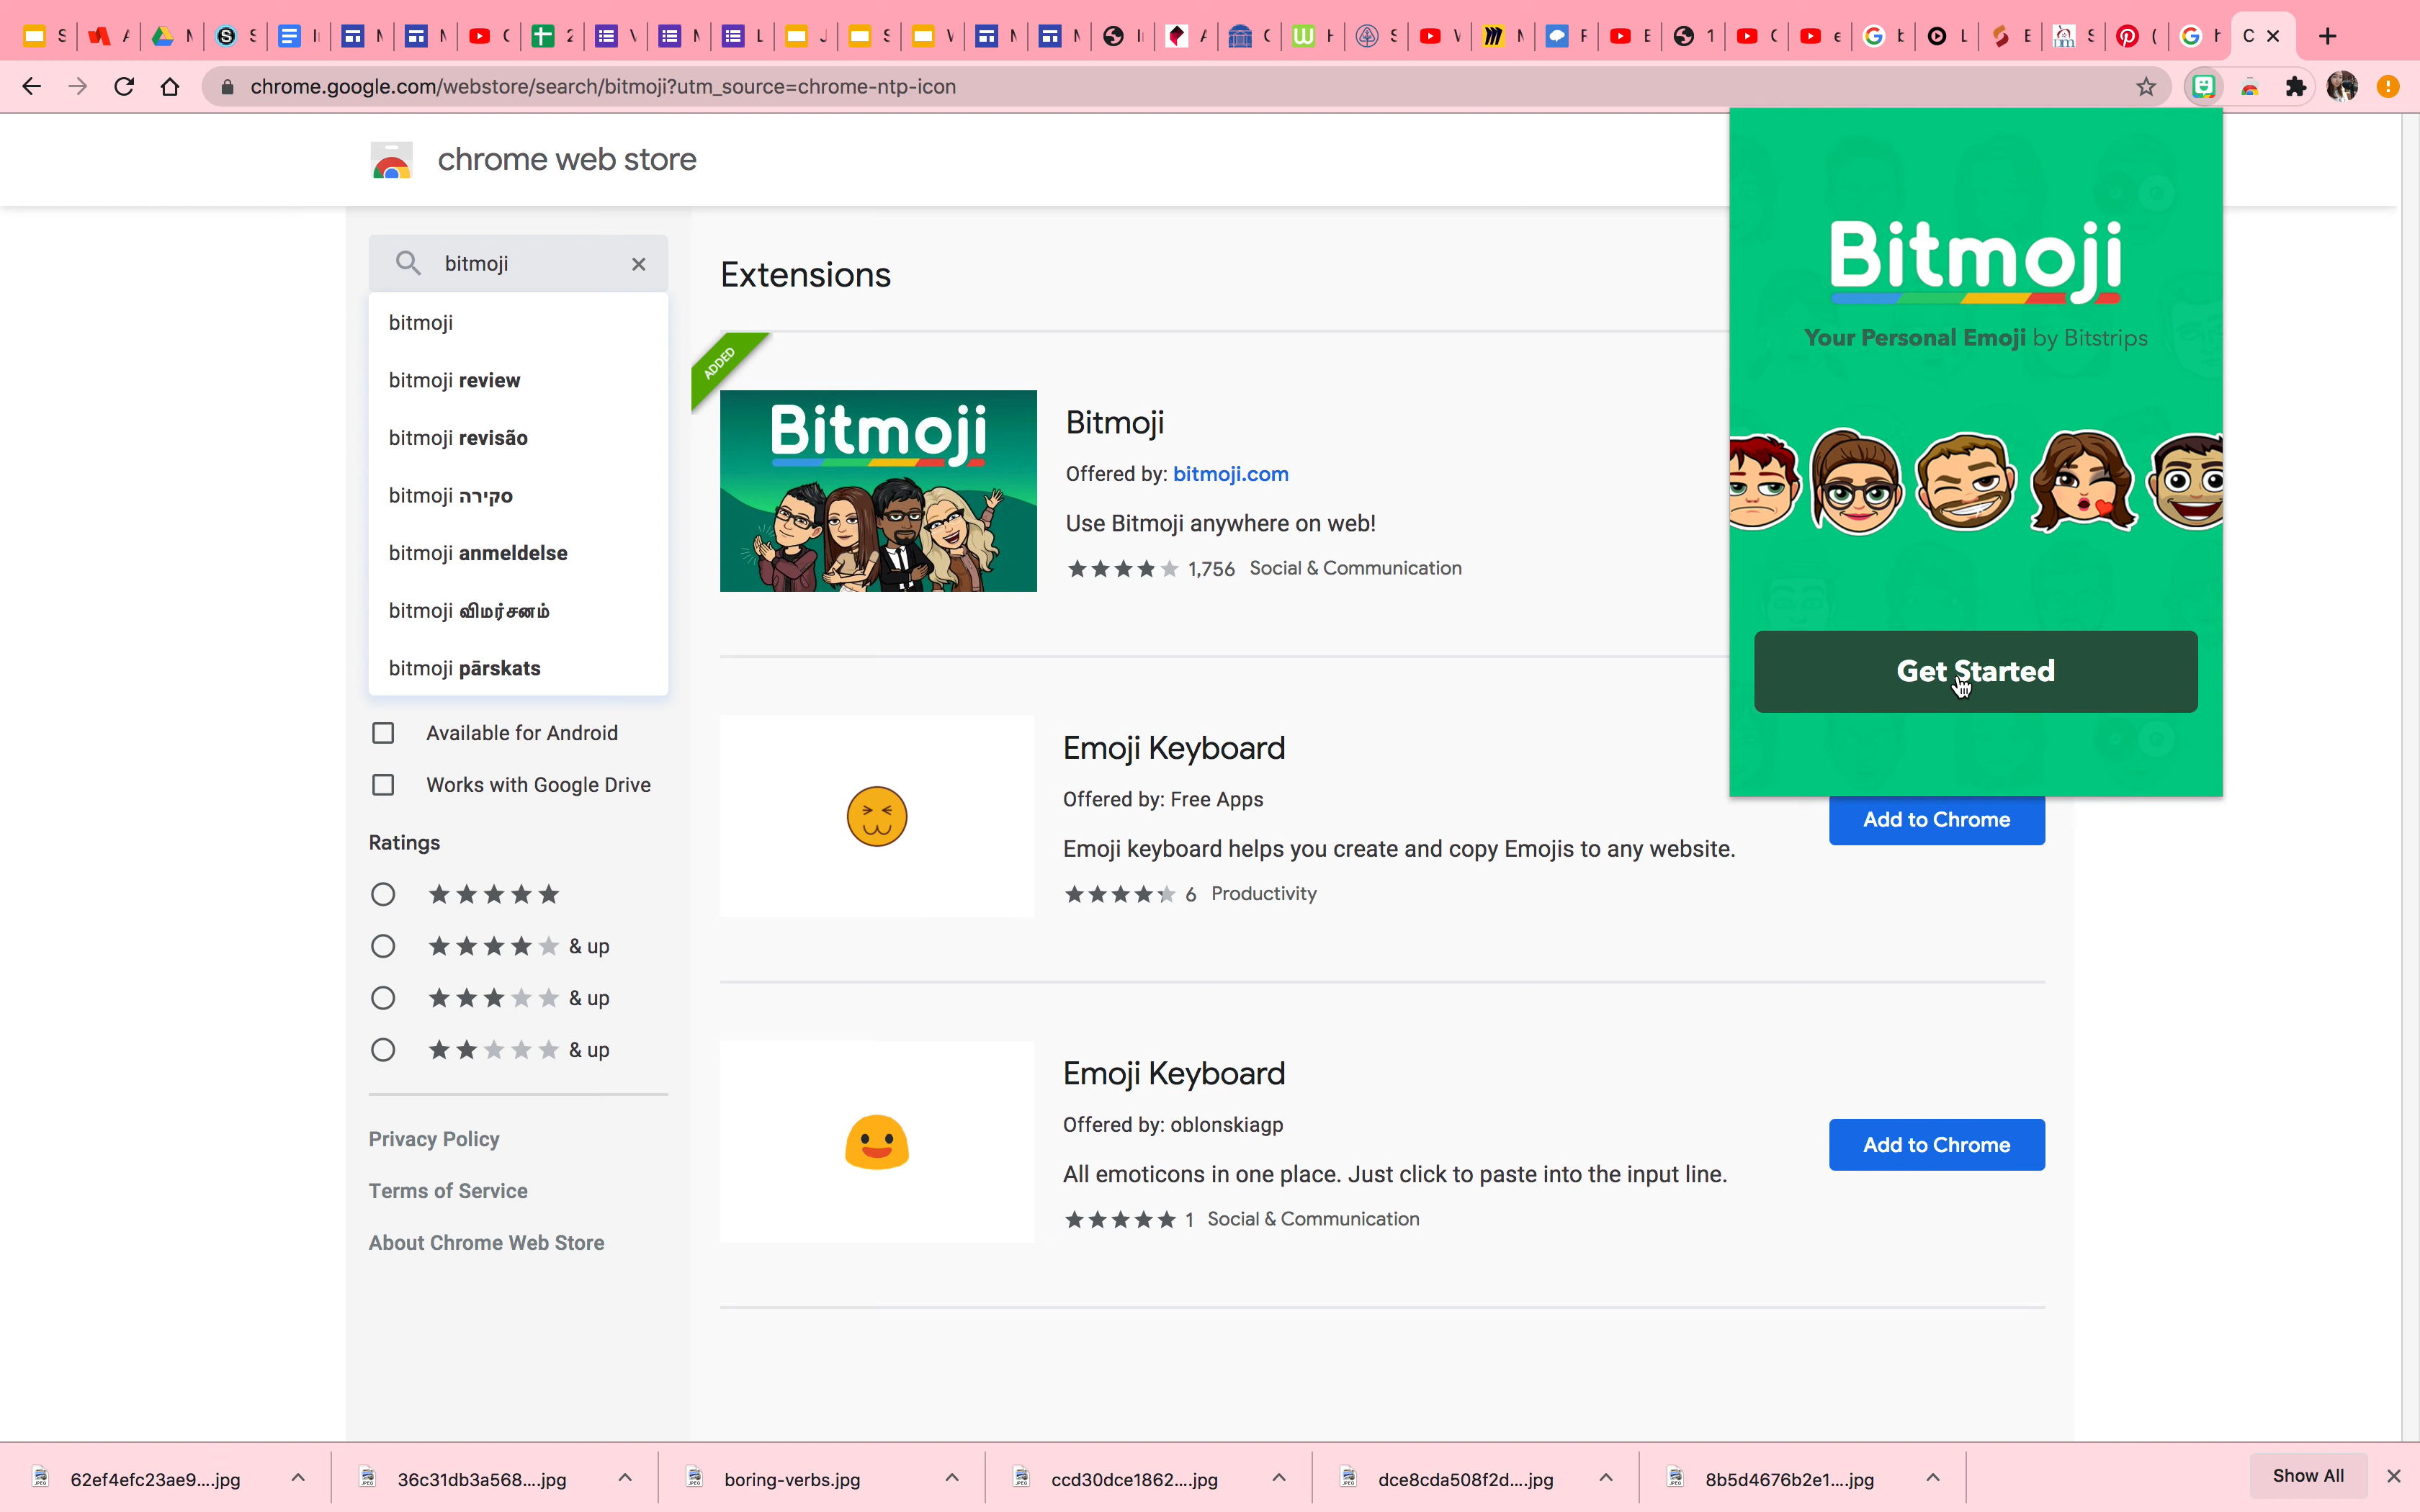 chrome.google.com/webstore/search/bitmoji?utm_source=chrome-ntp-icon
chrome web store
bitmoji
bitmoji
bitmoji review
bitmoji revisão
bitmoji סקירה
bitmoji anmeldelse
bitmoji விமர்சனம்
bitmoji pārskats
Available for Android
Works with Google Drive
Ratings
& up
& up
& up
Privacy Policy
Terms of Service
About Chrome Web Store
Extensions
ADDED
Bitmoji
Bitmoji
Offered by: bitmoji.com
Use Bitmoji anywhere on web!
1,756 Social & Communication
Emoji Keyboard
Offered by: Free Apps
Emoji keyboard helps you create and copy Emojis to any website.
6 Productivity
Add to Chrome
Emoji Keyboard
Offered by: oblonskiagp
All emoticons in one place. Just click to paste into the input line.
1 Social & Communication
Add to Chrome
Bitmoji
Your Personal Emoji by Bitstrips
Get Started
62ef4efc23ae9....jpg
36c31db3a568....jpg
boring-verbs.jpg
ccd30dce1862....jpg
dce8cda508f2d....jpg
8b5d4676b2e1....jpg
Show All